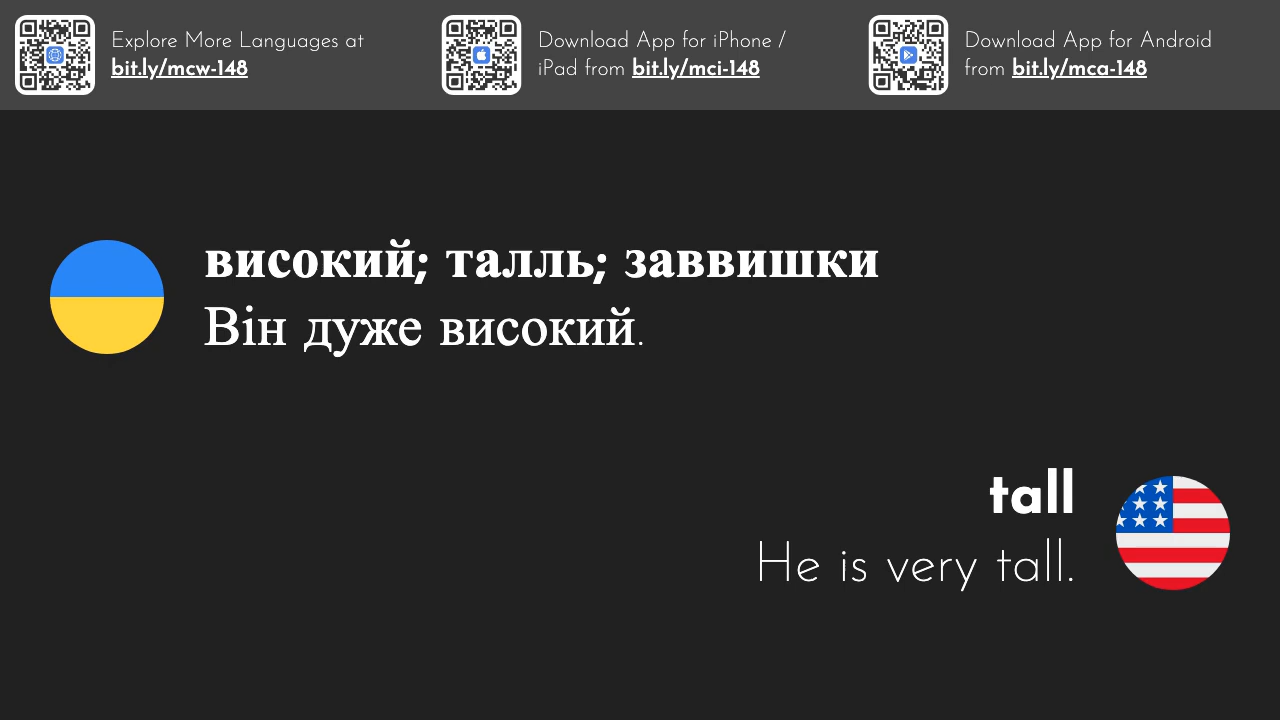 Explore More Languages at
bit.ly/mcw-148
Download App for iPhone /
iPad from bit.ly/mci-148
Download App for Android
from bit.ly/mca-148
високий; талль; заввишки
Він дуже високий.
tall
He is very tall.